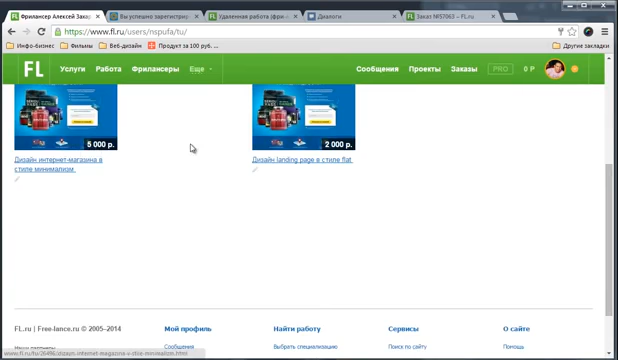 Фрилансер Алексей Захар
Вы успешно зарегистрир
Удаленная работа (фри
Диалоги
Заказ №57063 – FL.ru
https://www.fl.ru/users/nspufa/tu/
Инфо-бизнес
Фильмы
Веб-дизайн
Продукт за 100 руб. ...
Другие закладки
FL
Услуги
Работа
Фрилансеры
Еще
Сообщения
Проекты
Заказы
PRO
0 Р
5 000 р.
2 000 р.
Дизайн интернет-магазина в
стиле минимализм
Дизайн landing page в стиле flat
FL.ru | Free-lance.ru © 2005–2014
Мой профиль
Найти работу
Сервисы
О сайте
Наши партнеры
Сообщения
Выбрать специализацию
Поиск по сайту
Помощь
www.fl.ru/tu/26486/dizayn-internet-magazina-v-stile-minimalizm.html